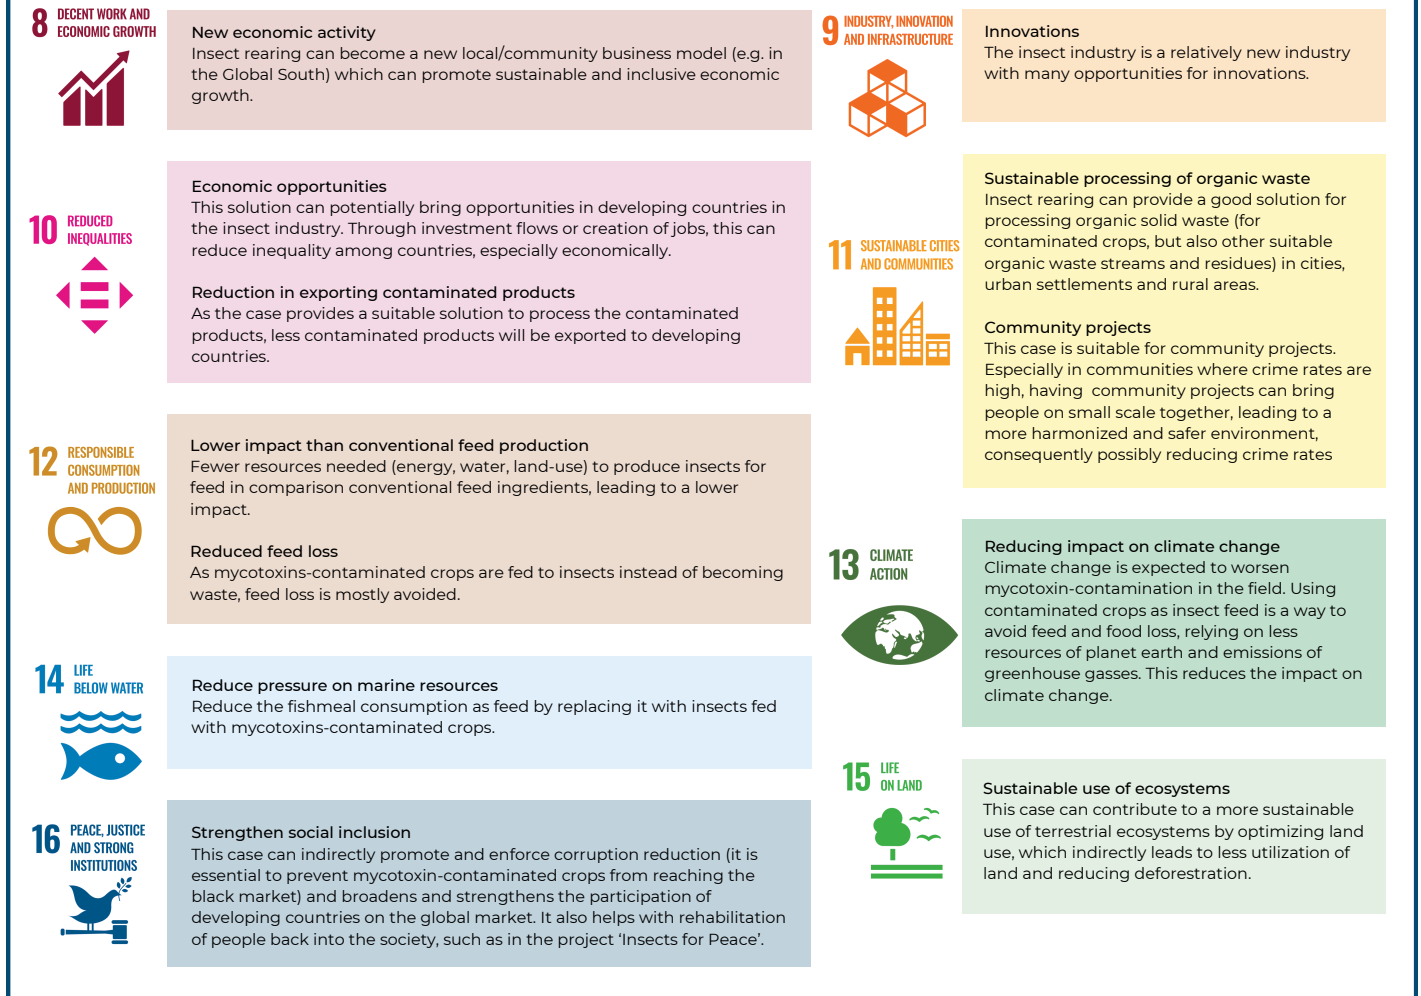 8 DECENT WORK AND
ECONOMIC GROWTH
New economic activity
Insect rearing can become a new local/community business model (e.g. in
the Global South) which can promote sustainable and inclusive economic
growth.
9 INDUSTRY, INNOVATION
AND INFRASTRUCTURE
Innovations
The insect industry is a relatively new industry
with many opportunities for innovations.
10 REDUCED
INEQUALITIES
Economic opportunities
This solution can potentially bring opportunities in developing countries in
the insect industry. Through investment flows or creation of jobs, this can
reduce inequality among countries, especially economically.
Reduction in exporting contaminated products
As the case provides a suitable solution to process the contaminated
products, less contaminated products will be exported to developing
countries.
11 SUSTAINABLE CITIES
AND COMMUNITIES
Sustainable processing of organic waste
Insect rearing can provide a good solution for
processing organic solid waste (for
contaminated crops, but also other suitable
organic waste streams and residues) in cities,
urban settlements and rural areas.
Community projects
This case is suitable for community projects.
Especially in communities where crime rates are
high, having community projects can bring
people on small scale together, leading to a
more harmonized and safer environment,
consequently possibly reducing crime rates
12 RESPONSIBLE
CONSUMPTION
AND PRODUCTION
Lower impact than conventional feed production
Fewer resources needed (energy, water, land-use) to produce insects for
feed in comparison conventional feed ingredients, leading to a lower
impact.
Reduced feed loss
As mycotoxins-contaminated crops are fed to insects instead of becoming
waste, feed loss is mostly avoided.
13 CLIMATE
ACTION
Reducing impact on climate change
Climate change is expected to worsen
mycotoxin-contamination in the field. Using
contaminated crops as insect feed is a way to
avoid feed and food loss, relying on less
resources of planet earth and emissions of
greenhouse gasses. This reduces the impact on
climate change.
14 LIFE
BELOW WATER
Reduce pressure on marine resources
Reduce the fishmeal consumption as feed by replacing it with insects fed
with mycotoxins-contaminated crops.
15 LIFE
ON LAND
Sustainable use of ecosystems
This case can contribute to a more sustainable
use of terrestrial ecosystems by optimizing land
use, which indirectly leads to less utilization of
land and reducing deforestration.
16 PEACE, JUSTICE
AND STRONG
INSTITUTIONS
Strengthen social inclusion
This case can indirectly promote and enforce corruption reduction (it is
essential to prevent mycotoxin-contaminated crops from reaching the
black market) and broadens and strengthens the participation of
developing countries on the global market. It also helps with rehabilitation
of people back into the society, such as in the project ‘Insects for Peace’.